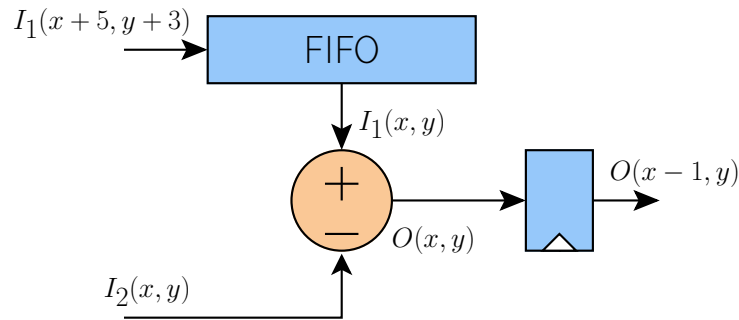 I₁(x + 5, y + 3)
FIFO
I₁(x, y)
+
O(x − 1, y)
−
O(x, y)
I₂(x, y)